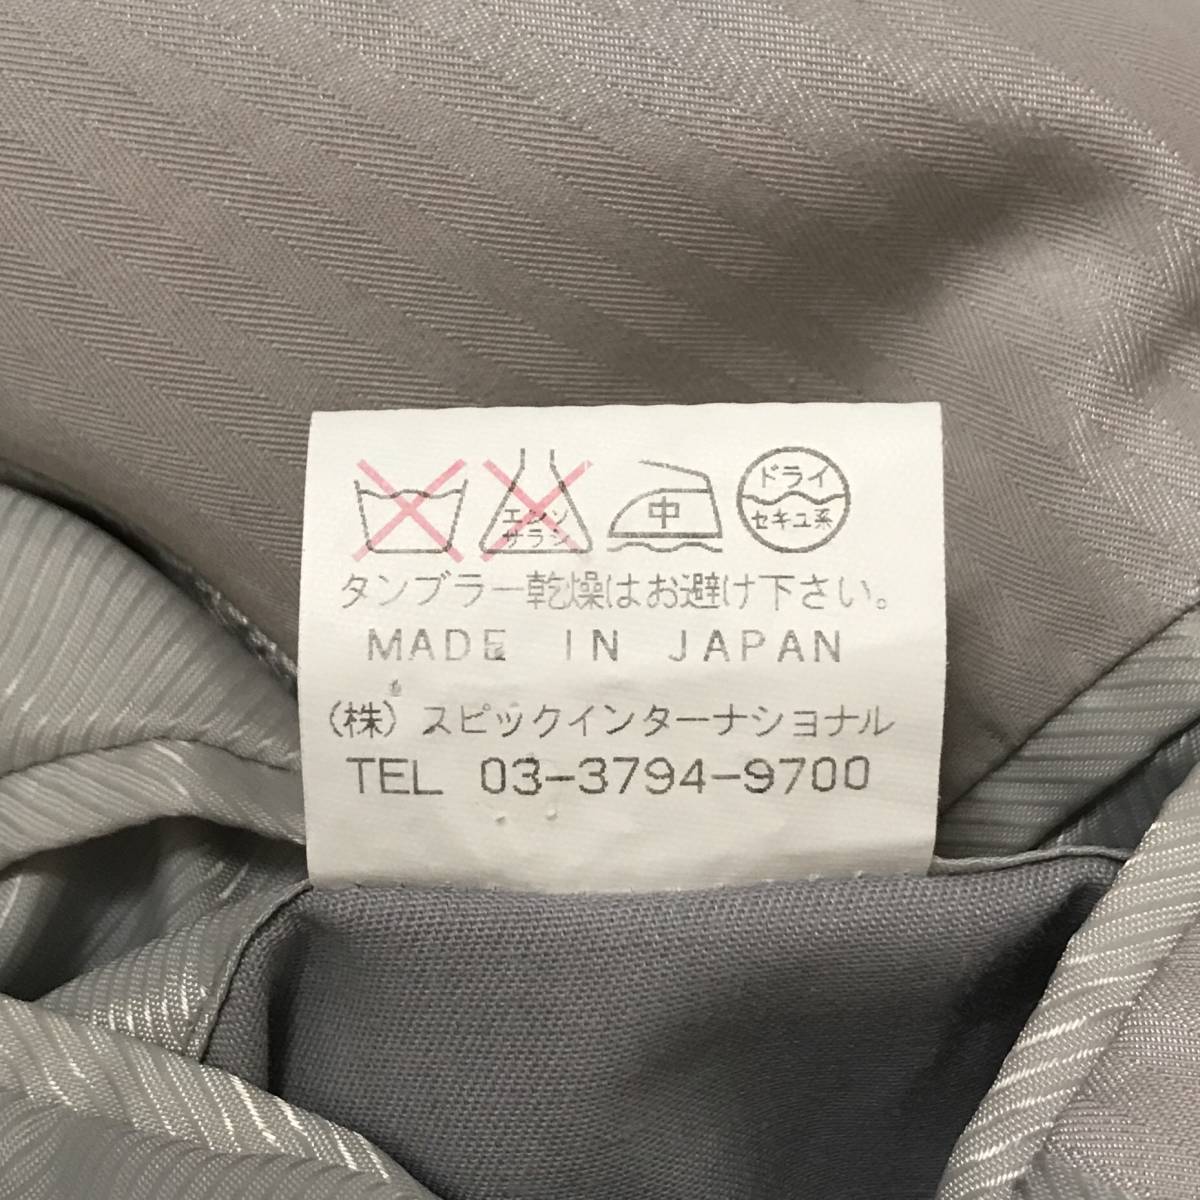 エンソ
サラシ
中
ドライ
セキユ系
タンブラー乾燥はお避け下さい。
MADE IN JAPAN
(株)スピックインターナショナル
TEL 03-3794-9700